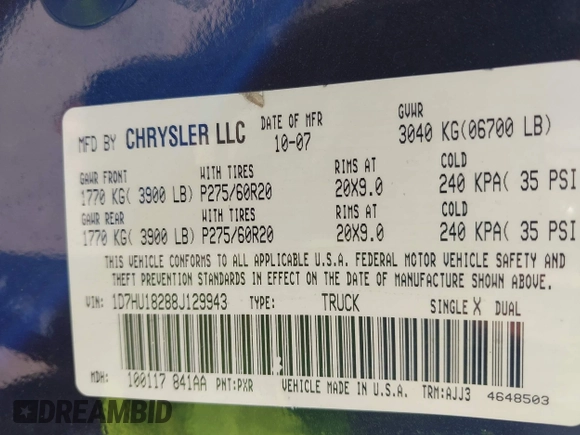 MFD BY CHRYSLER LLC DATE OF MFR 10-07 GVWR 3040 KG(06700 LB)
GAWR FRONT WITH TIRES RIMS AT COLD
1770 KG( 3900 LB) P275/60R20 20X9.0 240 KPA( 35 PSI
GAWR REAR WITH TIRES RIMS AT COLD
1770 KG( 3900 LB) P275/60R20 20X9.0 240 KPA( 35 PSI
THIS VEHICLE CONFORMS TO ALL APPLICABLE U.S.A. FEDERAL MOTOR VEHICLE SAFETY AND
THEFT PREVENTION STANDARDS IN EFFECT ON THE DATE OF MANUFACTURE SHOWN ABOVE.
VIN: 1D7HU18288J129943 TYPE: TRUCK SINGLE X DUAL
MDH: 100117 841AA PNT:PXR VEHICLE MADE IN U.S.A. TRM:AJJ3 4648503
DREAMBID